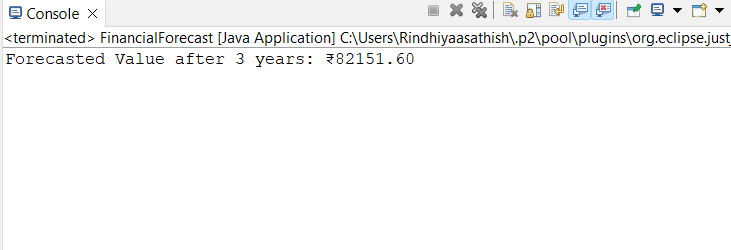 Console
<terminated> FinancialForecast [Java Application] C:\Users\Rindhiyaasathish\.p2\pool\plugins\org.eclipse.just
Forecasted Value after 3 years: ₹82151.60